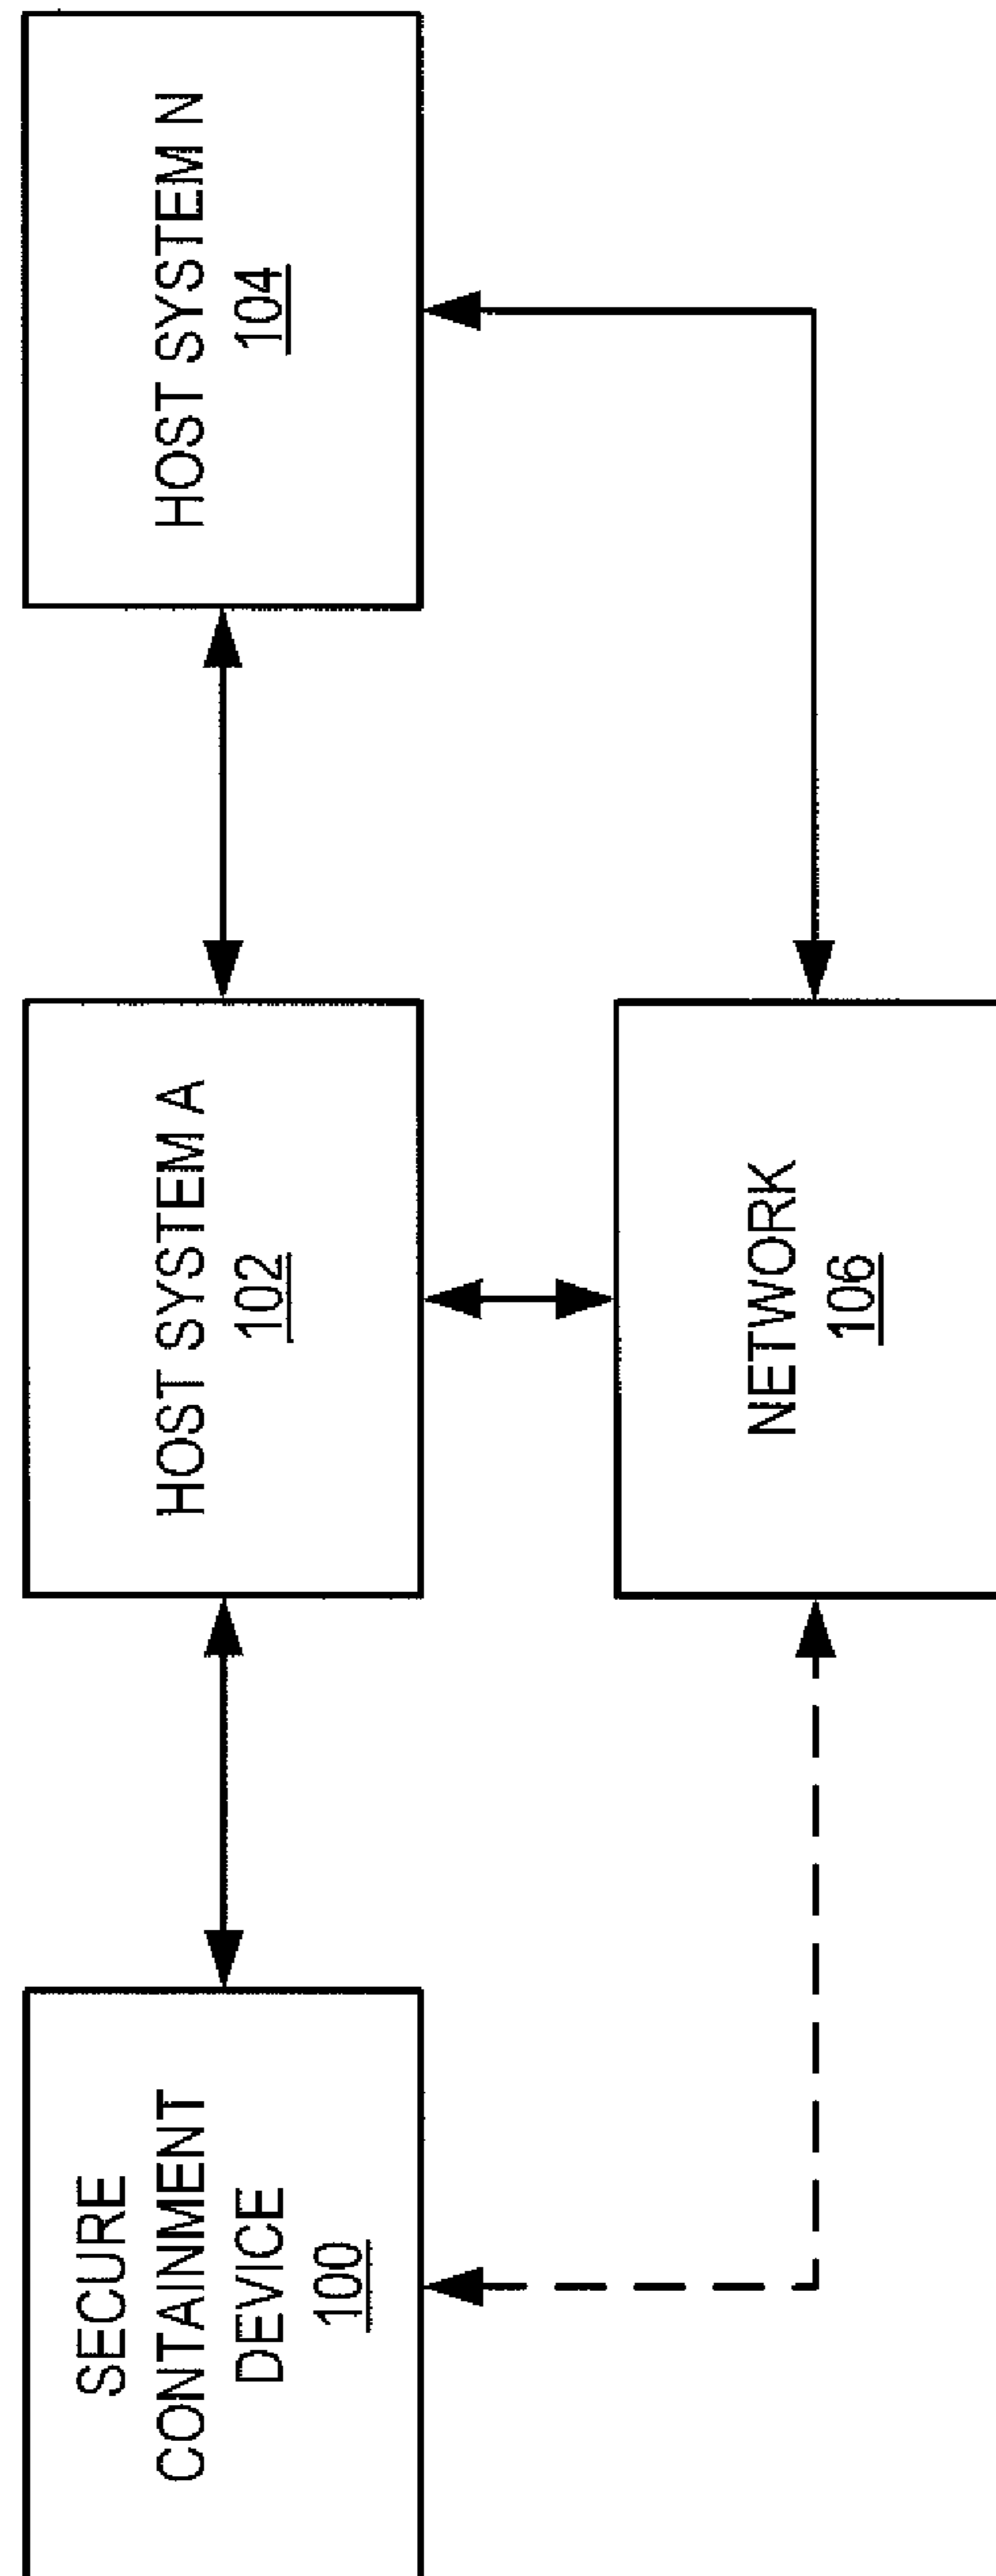 SECURE
CONTAINMENT
DEVICE
100
HOST SYSTEM A
102
HOST SYSTEM N
104
NETWORK
106